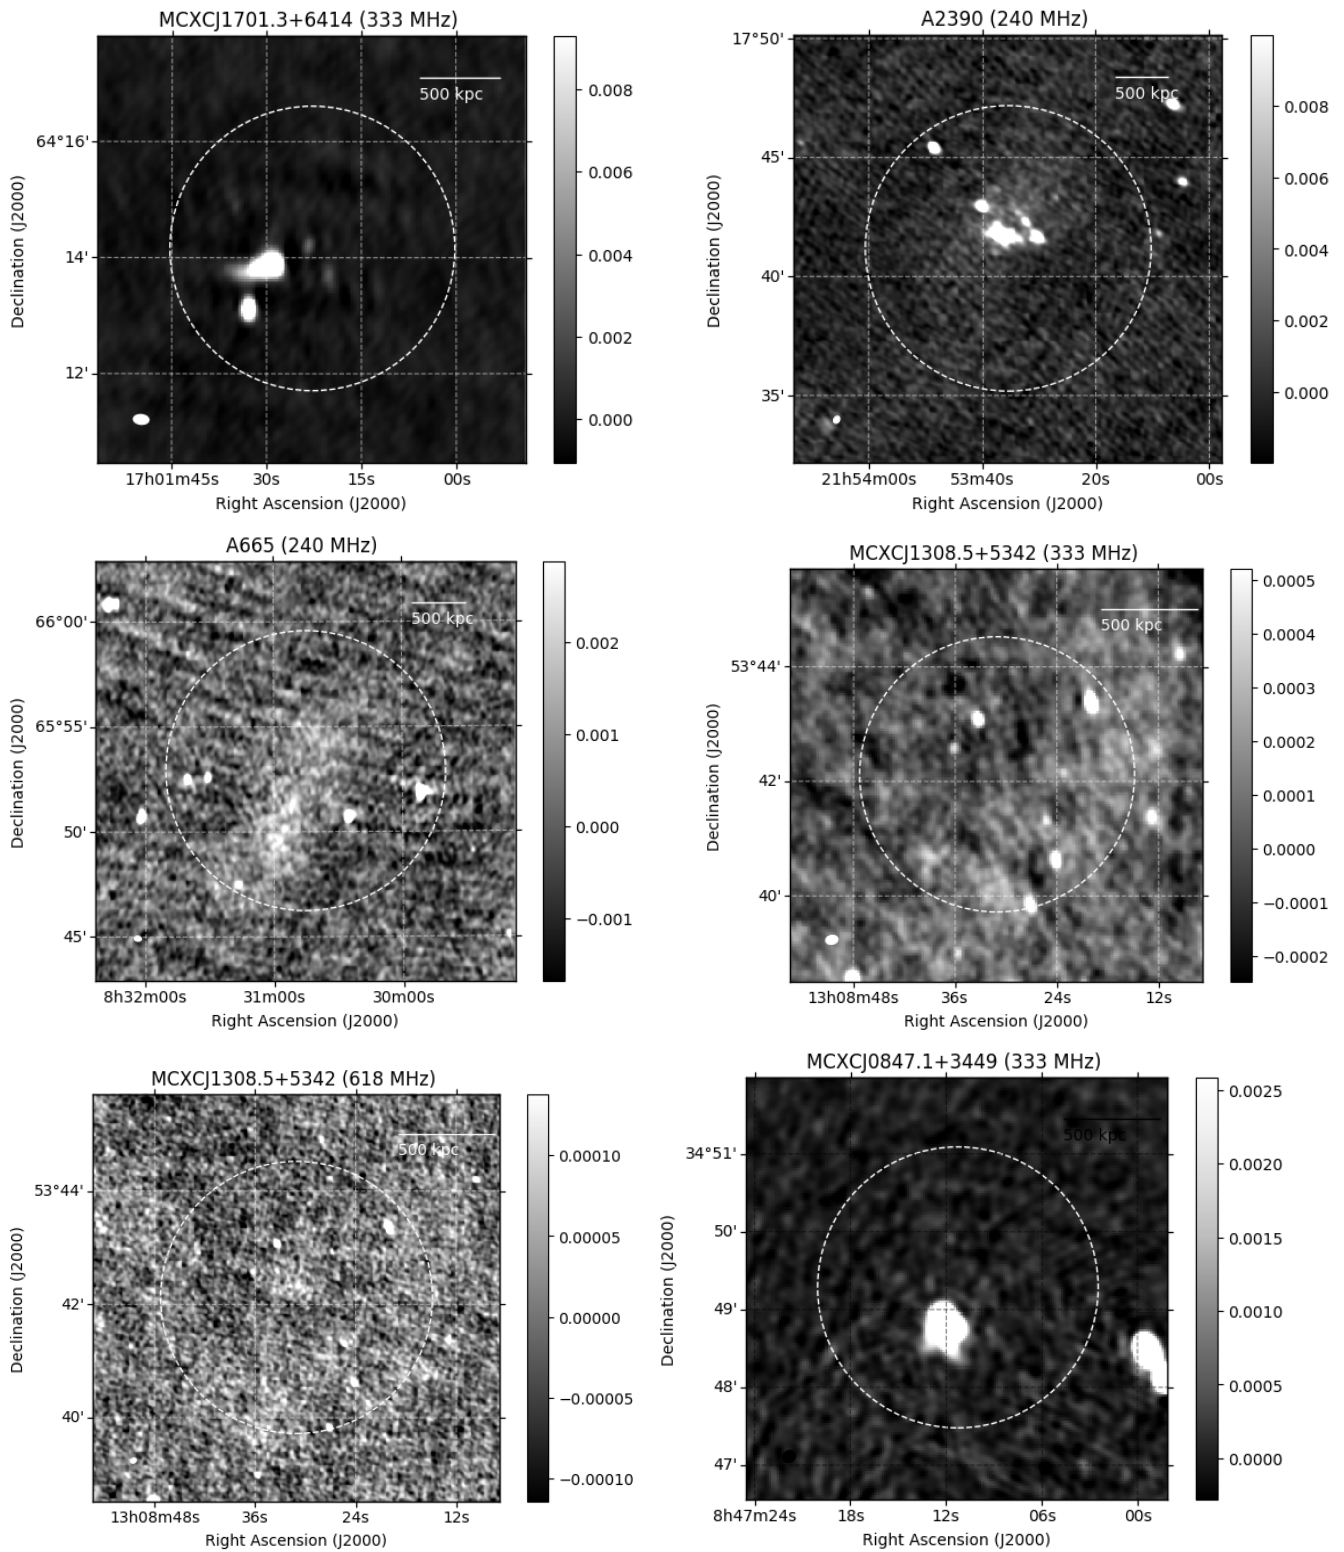 MCXCJ1701.3+6414 (333 MHz)
500 kpc
64°16'
14'
12'
Declination (J2000)
17h01m45s 30s 15s 00s
Right Ascension (J2000)
0.008
0.006
0.004
0.002
0.000
A2390 (240 MHz)
500 kpc
17°50'
45'
40'
35'
Declination (J2000)
21h54m00s 53m40s 20s 00s
Right Ascension (J2000)
0.008
0.006
0.004
0.002
0.000
A665 (240 MHz)
500 kpc
66°00'
65°55'
50'
45'
Declination (J2000)
8h32m00s 31m00s 30m00s
Right Ascension (J2000)
0.002
0.001
0.000
−0.001
MCXCJ1308.5+5342 (333 MHz)
500 kpc
53°44'
42'
40'
Declination (J2000)
13h08m48s 36s 24s 12s
Right Ascension (J2000)
0.0005
0.0004
0.0003
0.0002
0.0001
0.0000
−0.0001
−0.0002
MCXCJ1308.5+5342 (618 MHz)
500 kpc
53°44'
42'
40'
Declination (J2000)
13h08m48s 36s 24s 12s
Right Ascension (J2000)
0.00010
0.00005
0.00000
−0.00005
−0.00010
MCXCJ0847.1+3449 (333 MHz)
500 kpc
34°51'
50'
49'
48'
47'
Declination (J2000)
8h47m24s 18s 12s 06s 00s
Right Ascension (J2000)
0.0025
0.0020
0.0015
0.0010
0.0005
0.0000